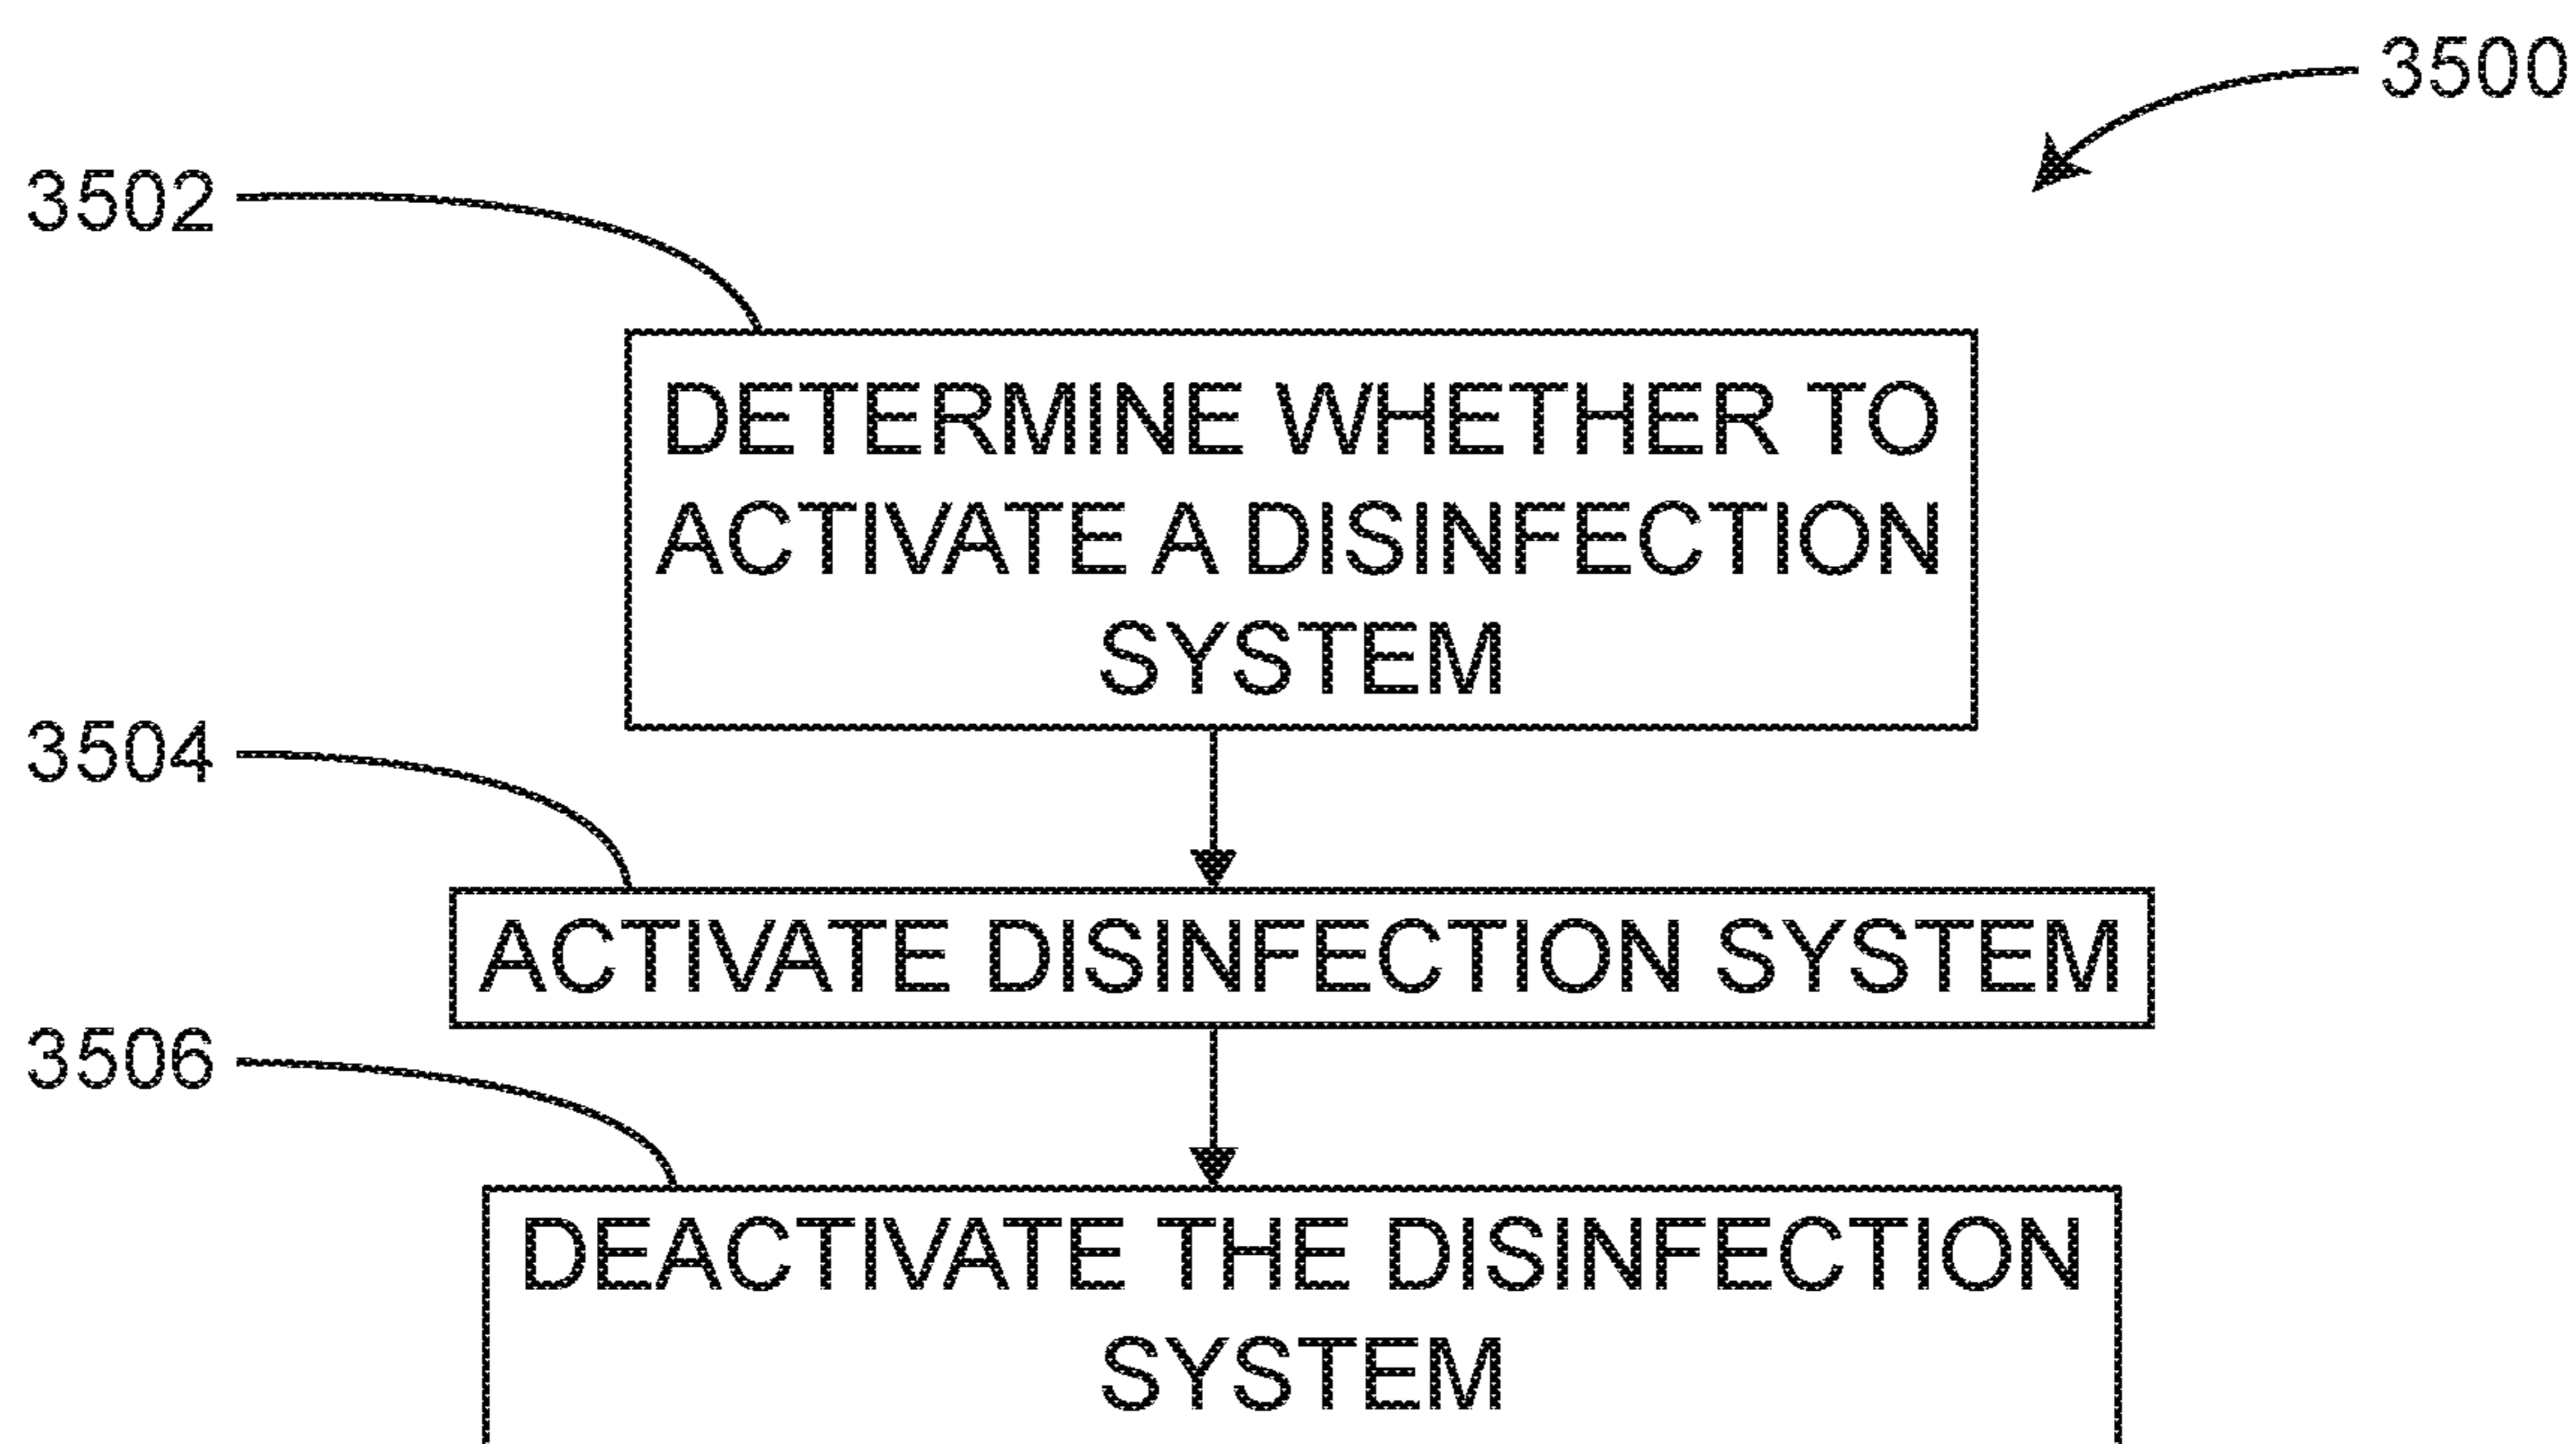 3500
3502
DETERMINE WHETHER TO
ACTIVATE A DISINFECTION
SYSTEM
3504
ACTIVATE DISINFECTION SYSTEM
3506
DEACTIVATE THE DISINFECTION
SYSTEM